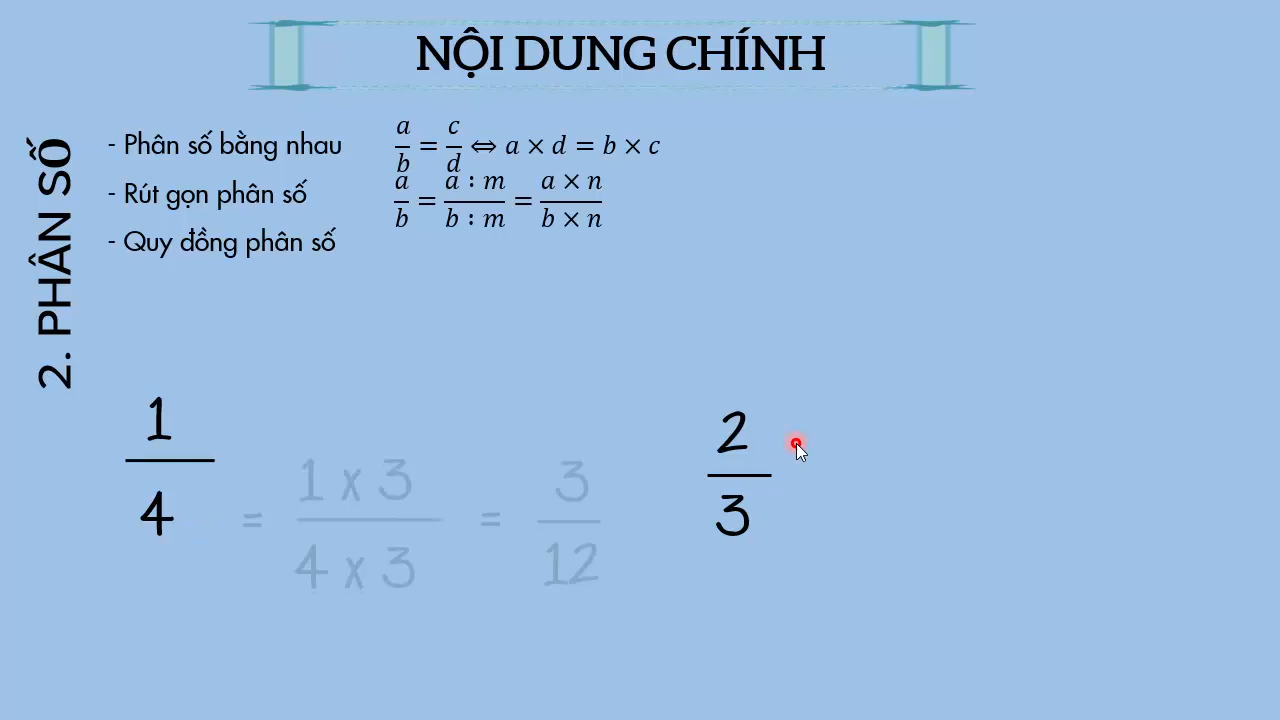 NỘI DUNG CHÍNH
2. PHÂN SỐ
- Phân số bằng nhau a/b = c/d ⇔ a × d = b × c
- Rút gọn phân số a/b = (a : m)/(b : m) = (a × n)/(b × n)
- Quy đồng phân số
1/4 = (1 x 3)/(4 x 3) = 3/12
2/3